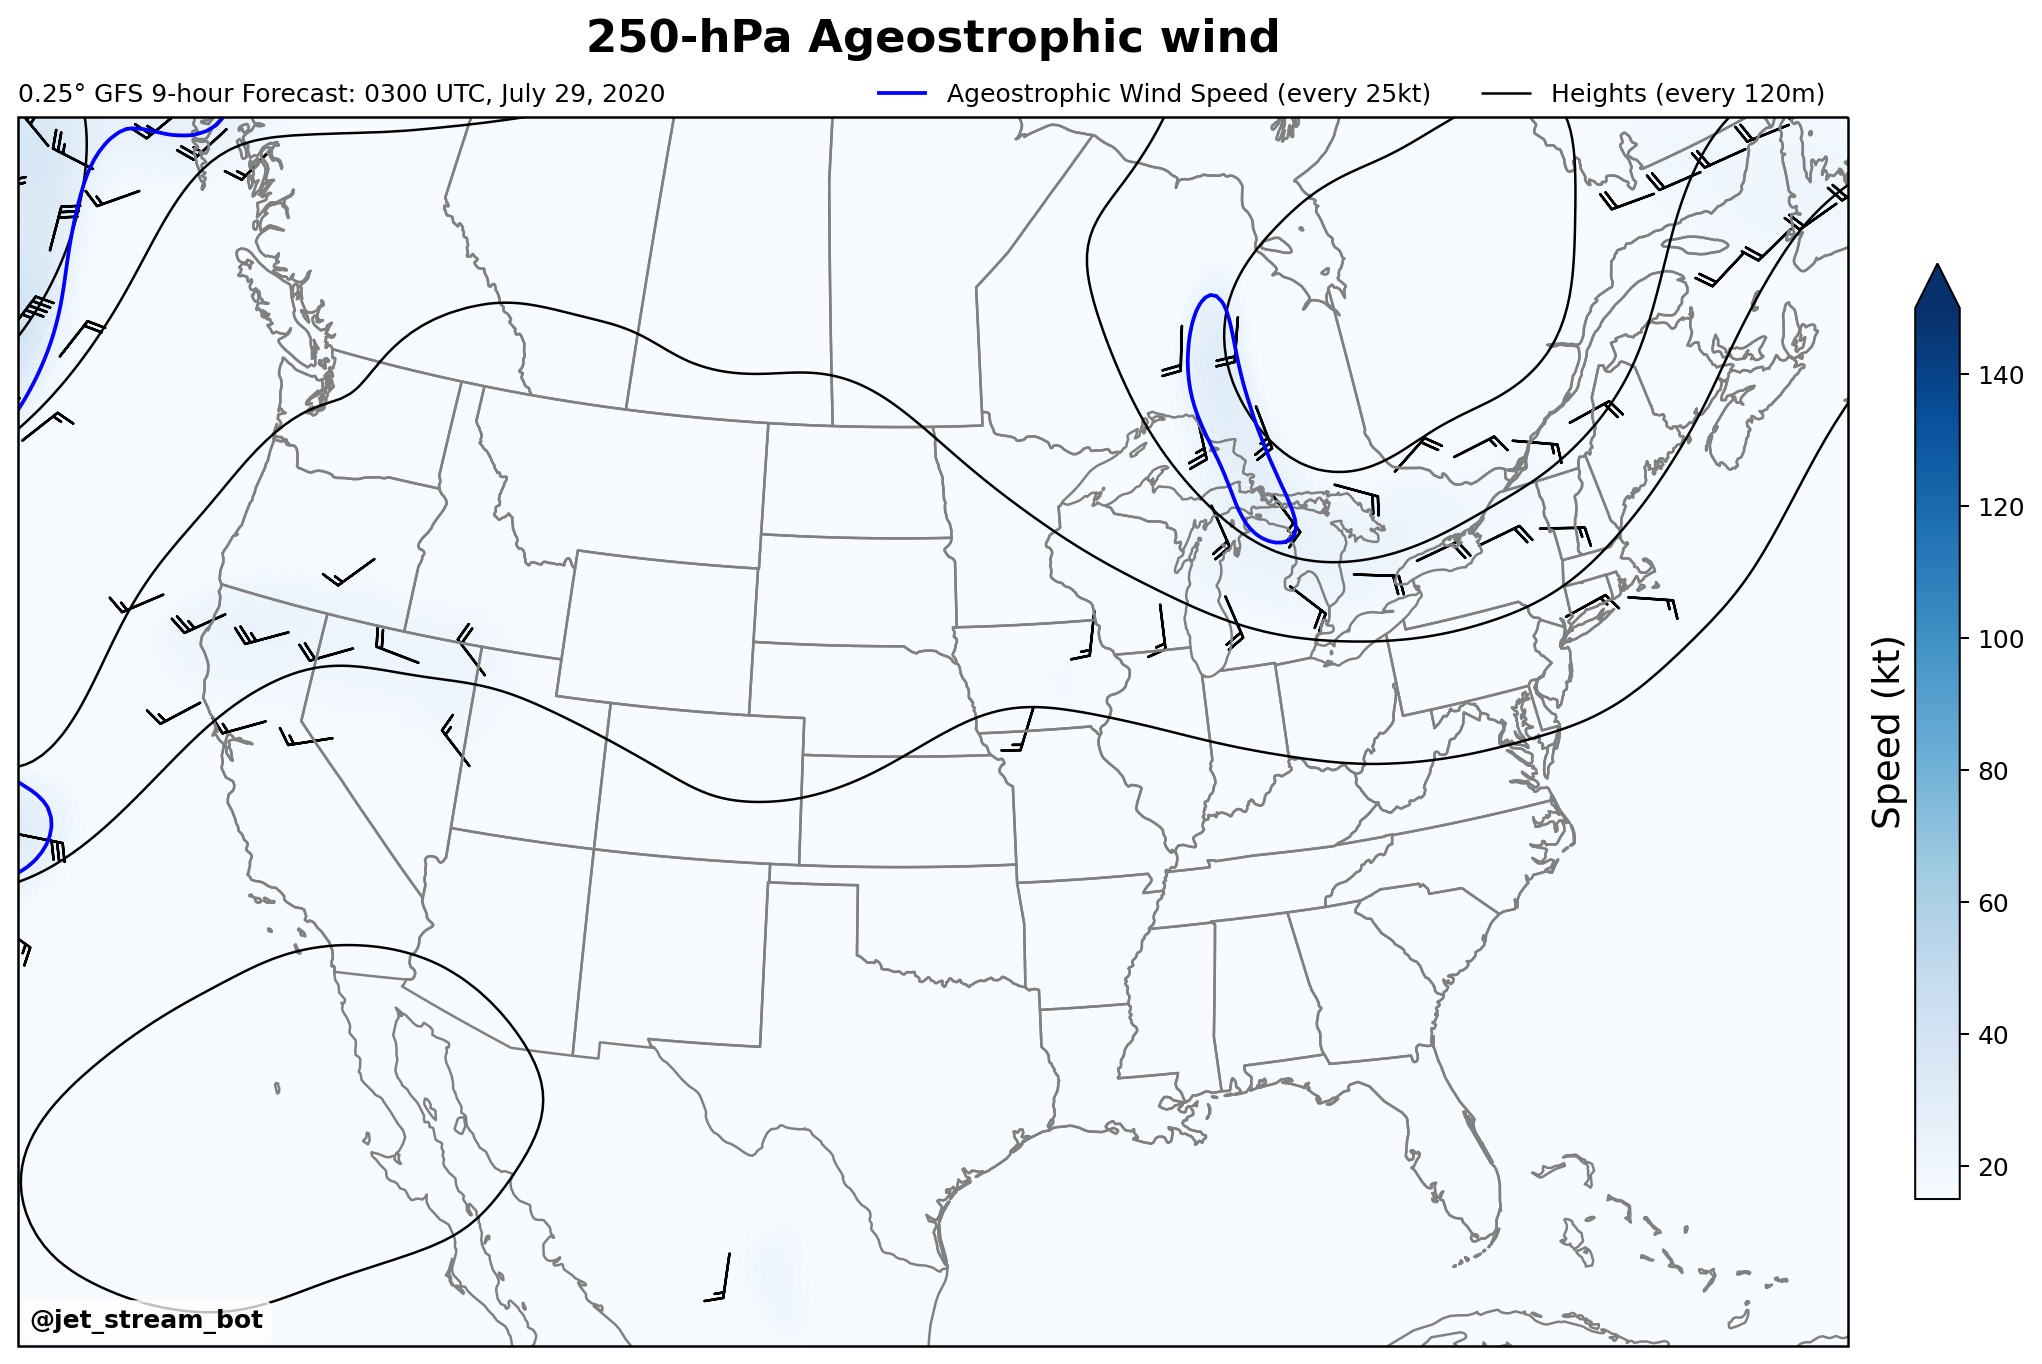 250-hPa Ageostrophic wind
0.25° GFS 9-hour Forecast: 0300 UTC, July 29, 2020
Ageostrophic Wind Speed (every 25kt)
Heights (every 120m)
140
120
100
80
60
40
20
Speed (kt)
@jet_stream_bot